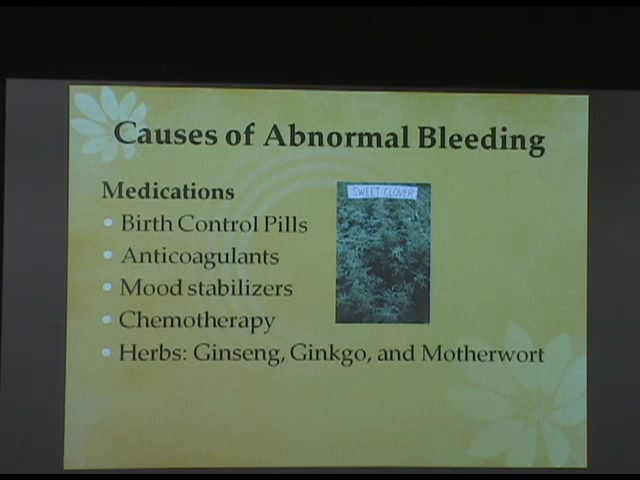 Causes of Abnormal Bleeding
Medications
SWEET CLOVER
• Birth Control Pills
• Anticoagulants
• Mood stabilizers
• Chemotherapy
• Herbs: Ginseng, Ginkgo, and Motherwort